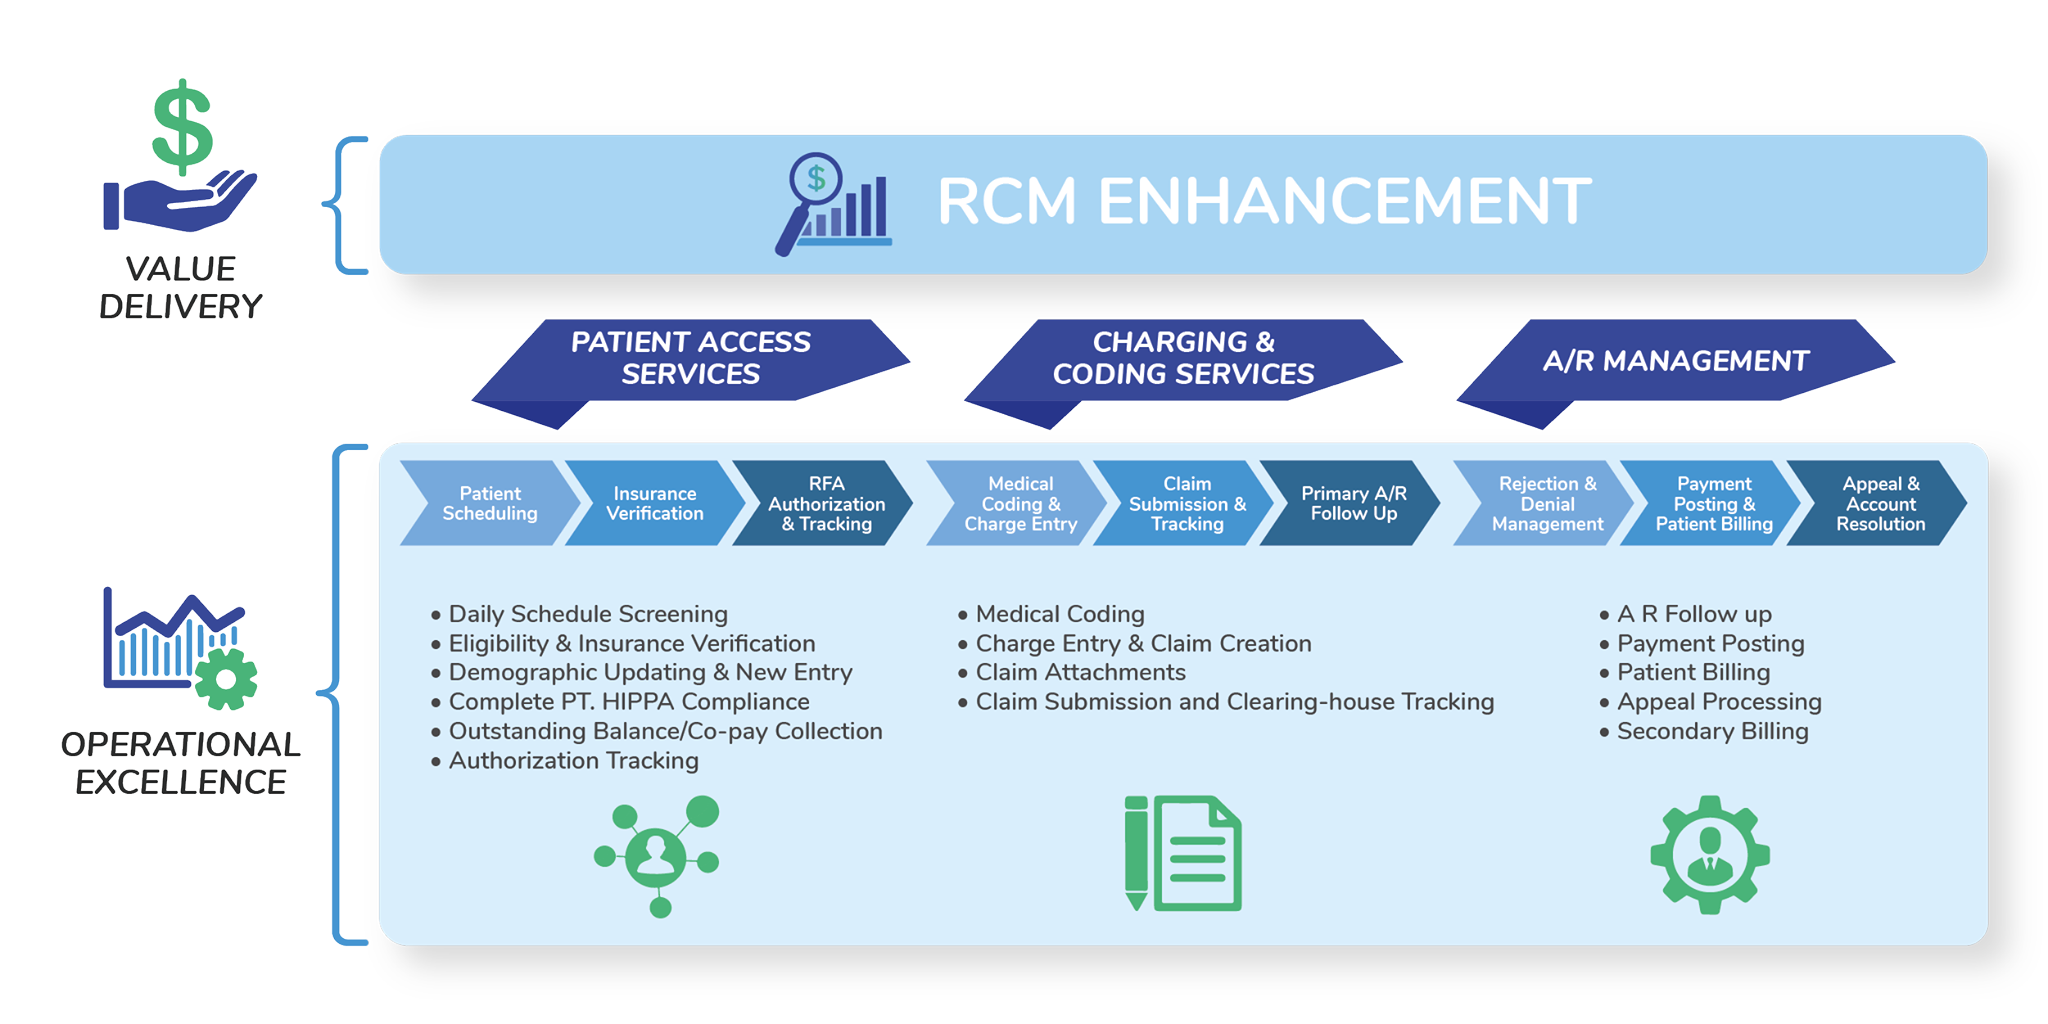 $
VALUE
DELIVERY
$
RCM ENHANCEMENT
PATIENT ACCESS
SERVICES
CHARGING &
CODING SERVICES
A/R MANAGEMENT
OPERATIONAL
EXCELLENCE
Patient
Scheduling
Insurance
Verification
RFA
Authorization
& Tracking
Medical
Coding &
Charge Entry
Claim
Submission &
Tracking
Primary A/R
Follow Up
Rejection &
Denial
Management
Payment
Posting &
Patient Billing
Appeal &
Account
Resolution
• Daily Schedule Screening
• Eligibility & Insurance Verification
• Demographic Updating & New Entry
• Complete PT. HIPPA Compliance
• Outstanding Balance/Co-pay Collection
• Authorization Tracking
• Medical Coding
• Charge Entry & Claim Creation
• Claim Attachments
• Claim Submission and Clearing-house Tracking
• A R Follow up
• Payment Posting
• Patient Billing
• Appeal Processing
• Secondary Billing